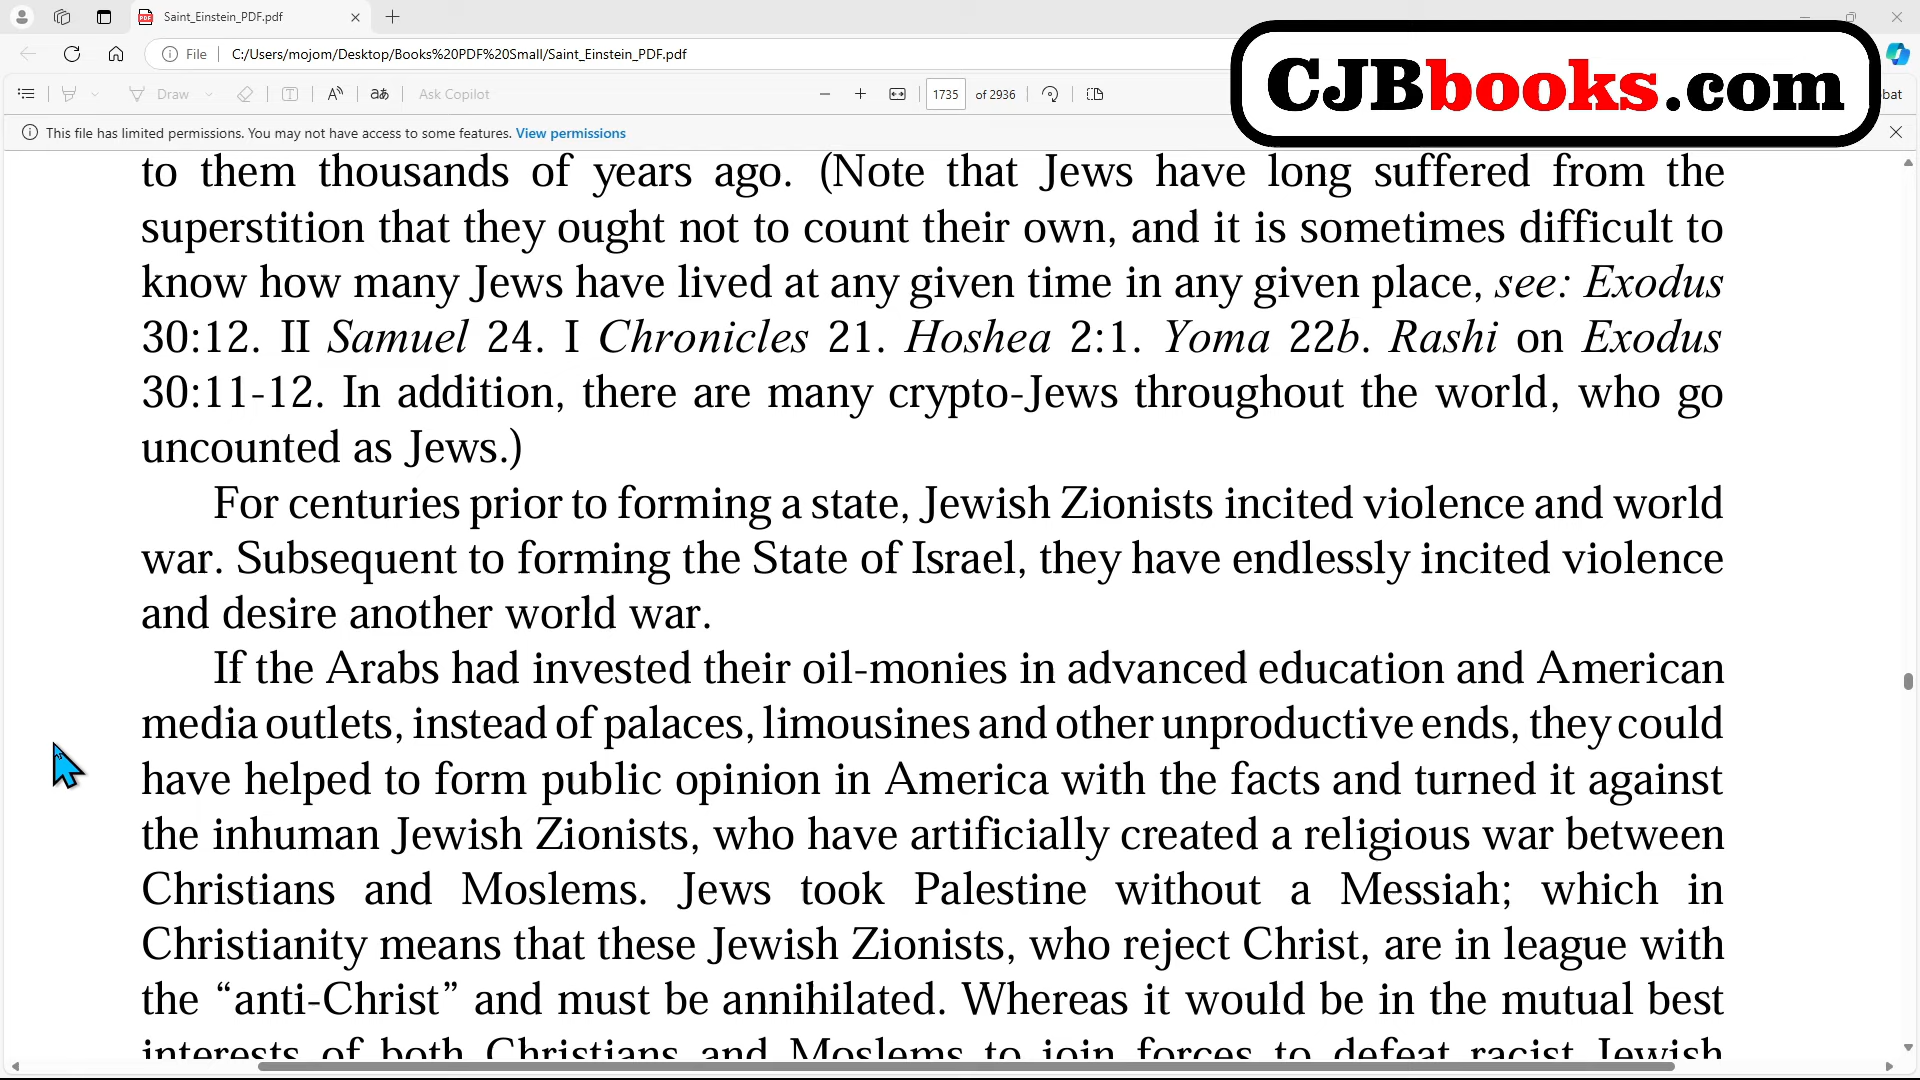 Saint_Einstein_PDF.pdf
File
C:/Users/mojom/Desktop/Books%20PDF%20Small/Saint_Einstein_PDF.pdf
CJBbooks.com
Draw
Ask Copilot
1735 of 2936
bat
This file has limited permissions. You may not have access to some features. View permissions
to them thousands of years ago. (Note that Jews have long suffered from the
superstition that they ought not to count their own, and it is sometimes difficult to
know how many Jews have lived at any given time in any given place, see: Exodus
30:12. II Samuel 24. I Chronicles 21. Hoshea 2:1. Yoma 22b. Rashi on Exodus
30:11-12. In addition, there are many crypto-Jews throughout the world, who go
uncounted as Jews.)
For centuries prior to forming a state, Jewish Zionists incited violence and world
war. Subsequent to forming the State of Israel, they have endlessly incited violence
and desire another world war.
If the Arabs had invested their oil-monies in advanced education and American
media outlets, instead of palaces, limousines and other unproductive ends, they could
have helped to form public opinion in America with the facts and turned it against
the inhuman Jewish Zionists, who have artificially created a religious war between
Christians and Moslems. Jews took Palestine without a Messiah; which in
Christianity means that these Jewish Zionists, who reject Christ, are in league with
the “anti-Christ” and must be annihilated. Whereas it would be in the mutual best
interests of both Christians and Moslems to join forces to defeat racist Jewish